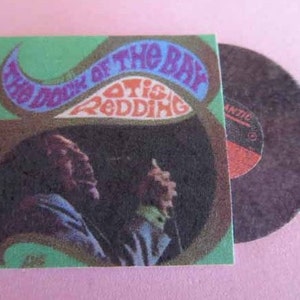 THE DOCK OF THE BAY
OTIS
REDDING